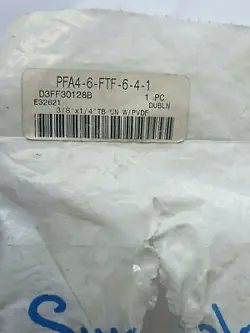 PFA4-6-FTF-6-4-1
D3FF30128B 1 PC
E32621 DUBLN
3/8"x1/4"TB UN W/PVDF